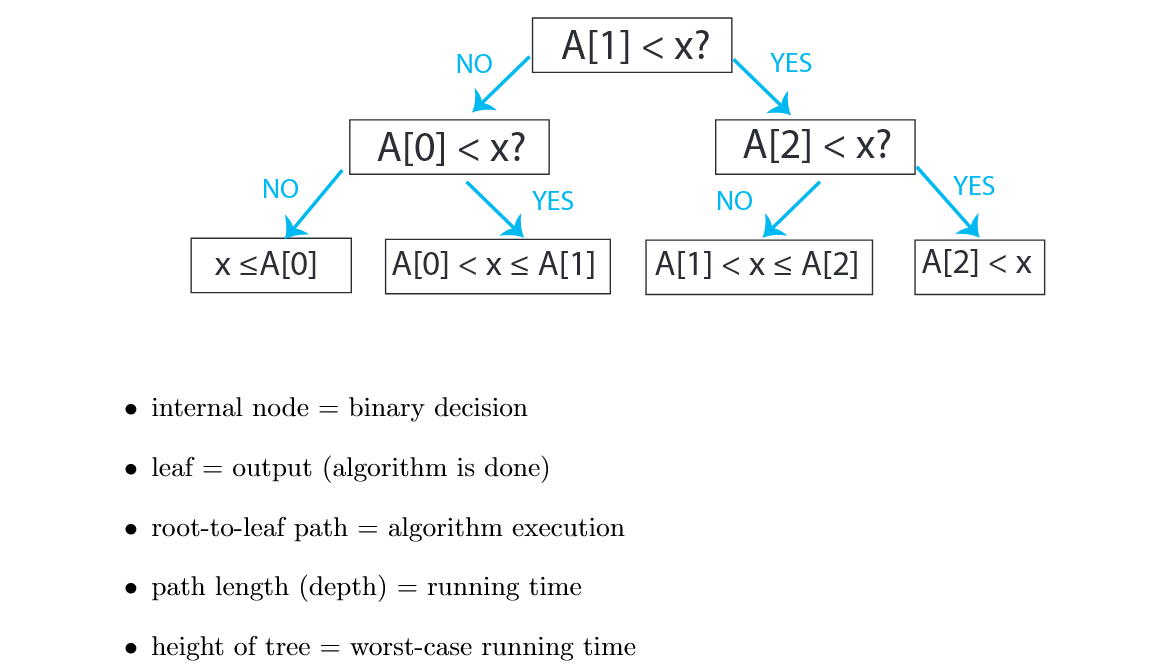 A[1] < x?
NO
YES
A[0] < x?
A[2] < x?
NO
YES
NO
YES
x ≤A[0]
A[0] < x ≤ A[1]
A[1] < x ≤ A[2]
A[2] < x
• internal node = binary decision
• leaf = output (algorithm is done)
• root-to-leaf path = algorithm execution
• path length (depth) = running time
• height of tree = worst-case running time